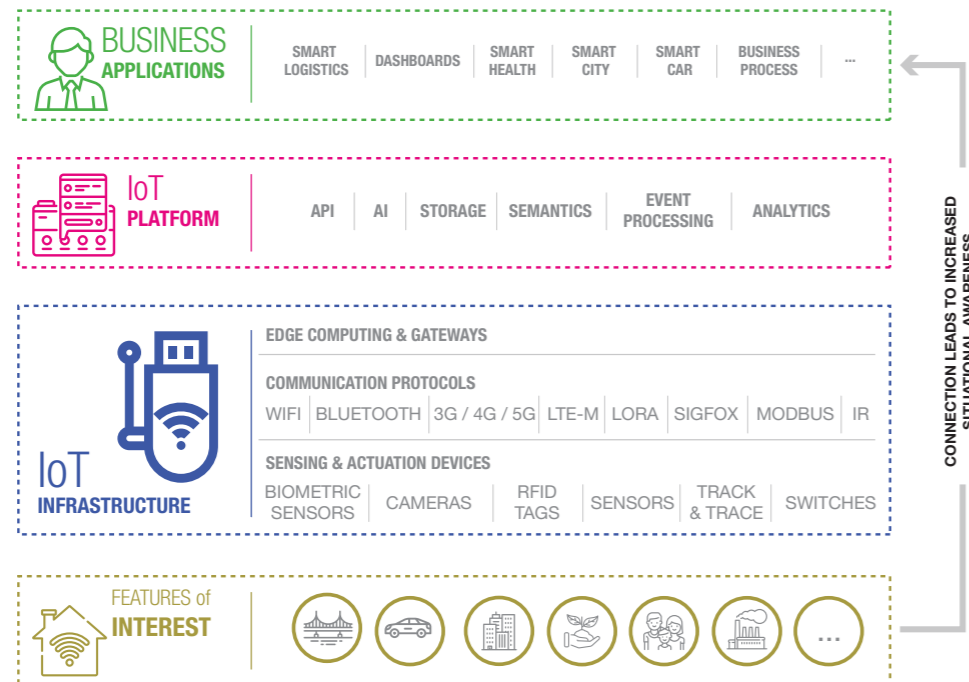 BUSINESS
APPLICATIONS
SMART
LOGISTICS
DASHBOARDS
SMART
HEALTH
SMART
CITY
SMART
CAR
BUSINESS
PROCESS
...
IoT
PLATFORM
API
AI
STORAGE
SEMANTICS
EVENT
PROCESSING
ANALYTICS
IoT
INFRASTRUCTURE
EDGE COMPUTING & GATEWAYS
COMMUNICATION PROTOCOLS
WIFI
BLUETOOTH
3G / 4G / 5G
LTE-M
LORA
SIGFOX
MODBUS
IR
SENSING & ACTUATION DEVICES
BIOMETRIC
SENSORS
CAMERAS
RFID
TAGS
SENSORS
TRACK
& TRACE
SWITCHES
FEATURES of
INTEREST
...
CONNECTION LEADS TO INCREASED
SITUATIONAL AWARENESS